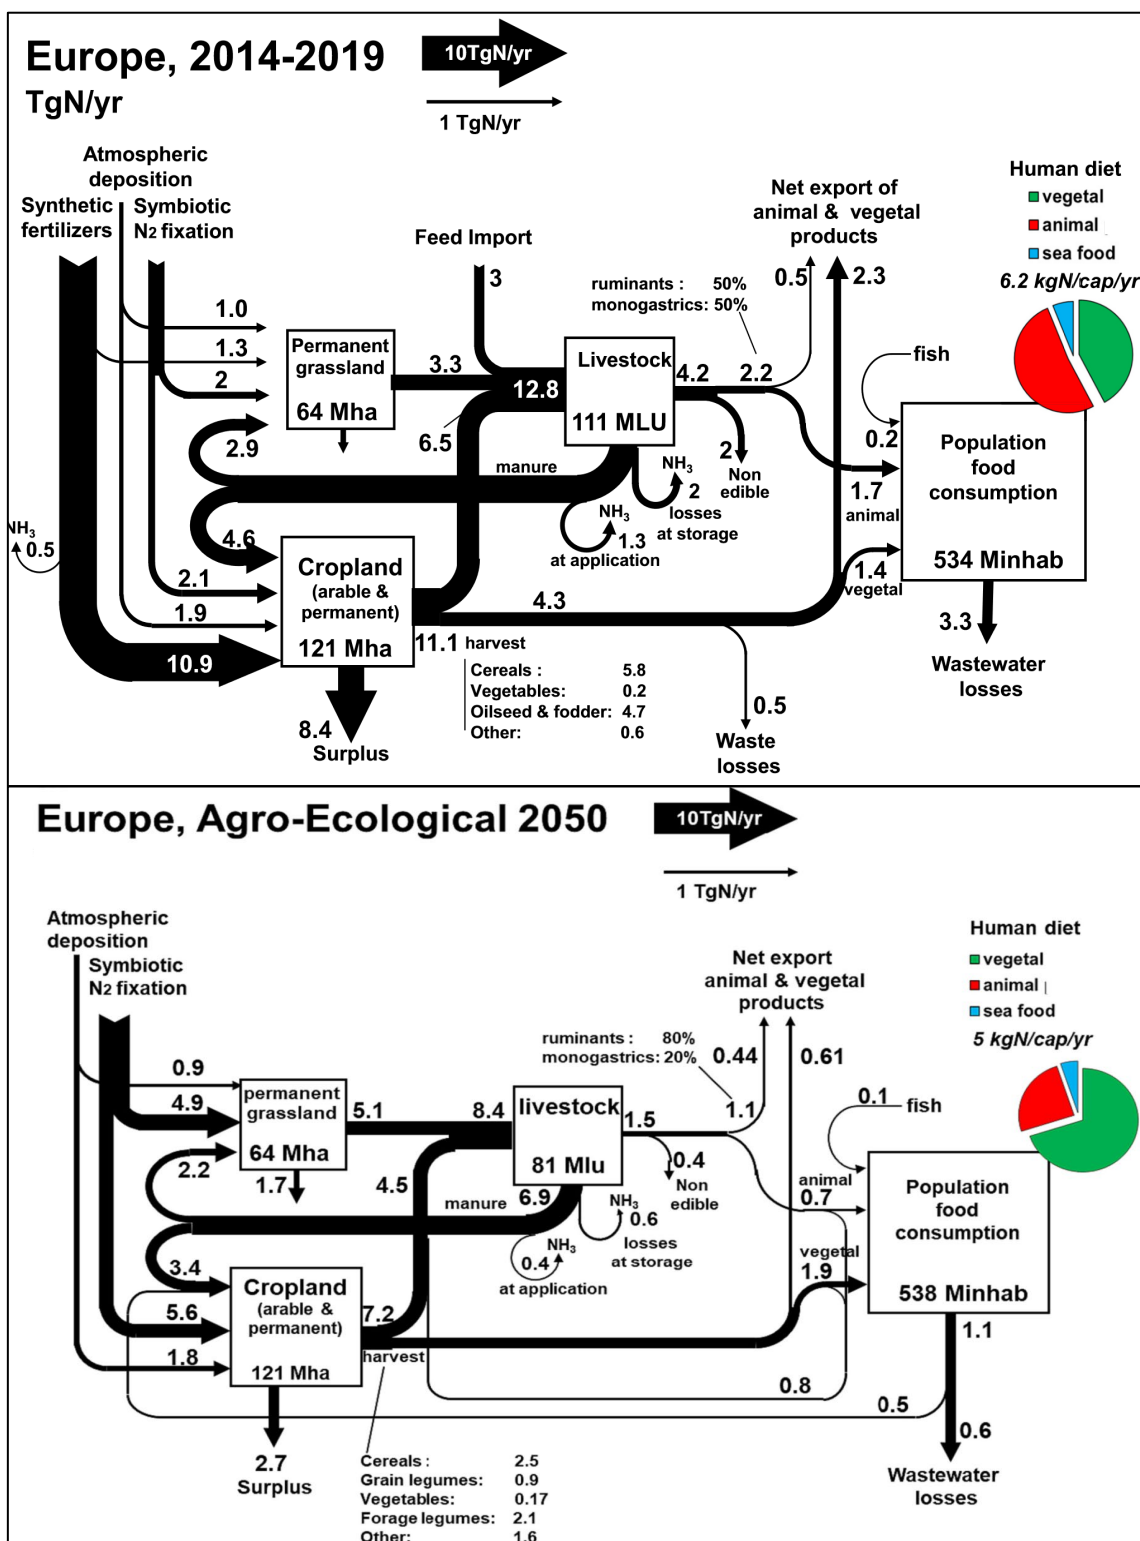 Europe, 2014-2019
TgN/yr
10TgN/yr
1 TgN/yr
Atmospheric
deposition
Synthetic
fertilizers
Symbiotic
N2 fixation
Feed Import
3
ruminants : 50%
monogastrics: 50%
Net export of
animal & vegetal
products
0.5
2.3
Human diet
vegetal
animal
sea food
6.2 kgN/cap/yr
1.0
1.3
2
2.9
Permanent
grassland
64 Mha
3.3
12.8
6.5
Livestock
111 MLU
4.2
2.2
2
Non
edible
fish
0.2
Population
food
consumption
534 Minhab
1.7
animal
1.4
vegetal
manure
NH3
2
losses
at storage
NH3
1.3
at application
NH3
0.5
4.6
2.1
1.9
10.9
Cropland
(arable &
permanent)
121 Mha
4.3
11.1 harvest
Cereals : 5.8
Vegetables: 0.2
Oilseed & fodder: 4.7
Other: 0.6
8.4
Surplus
0.5
Waste
losses
3.3
Wastewater
losses
Europe, Agro-Ecological 2050
10TgN/yr
1 TgN/yr
Atmospheric
deposition
Symbiotic
N2 fixation
Net export
animal & vegetal
products
ruminants : 80%
monogastrics: 20%
0.44
0.61
Human diet
vegetal
animal
sea food
5 kgN/cap/yr
0.9
4.9
2.2
permanent
grassland
64 Mha
1.7
5.1
8.4
4.5
livestock
81 Mlu
1.5
1.1
0.4
Non
edible
0.1
fish
animal
0.7
vegetal
1.9
Population
food
consumption
538 Minhab
manure
6.9
NH3
0.6
losses
at storage
NH3
0.4
at application
3.4
5.6
1.8
Cropland
(arable &
permanent)
121 Mha
7.2
harvest
0.8
0.5
1.1
0.6
Wastewater
losses
2.7
Surplus
Cereals : 2.5
Grain legumes: 0.9
Vegetables: 0.17
Forage legumes: 2.1
Other: 1.6